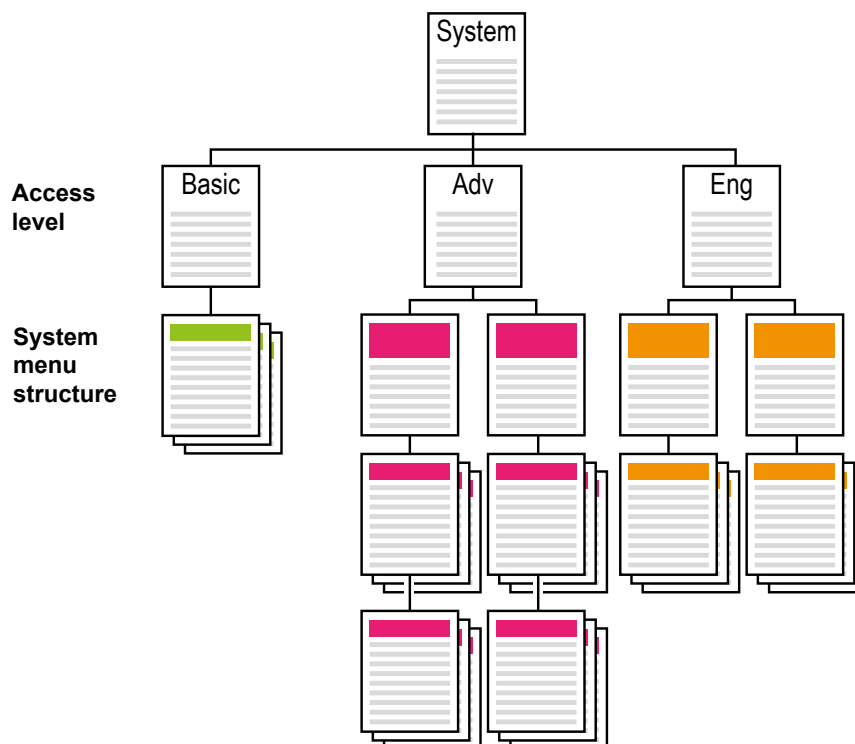 System
Access
level
Basic
Adv
Eng
System
menu
structure